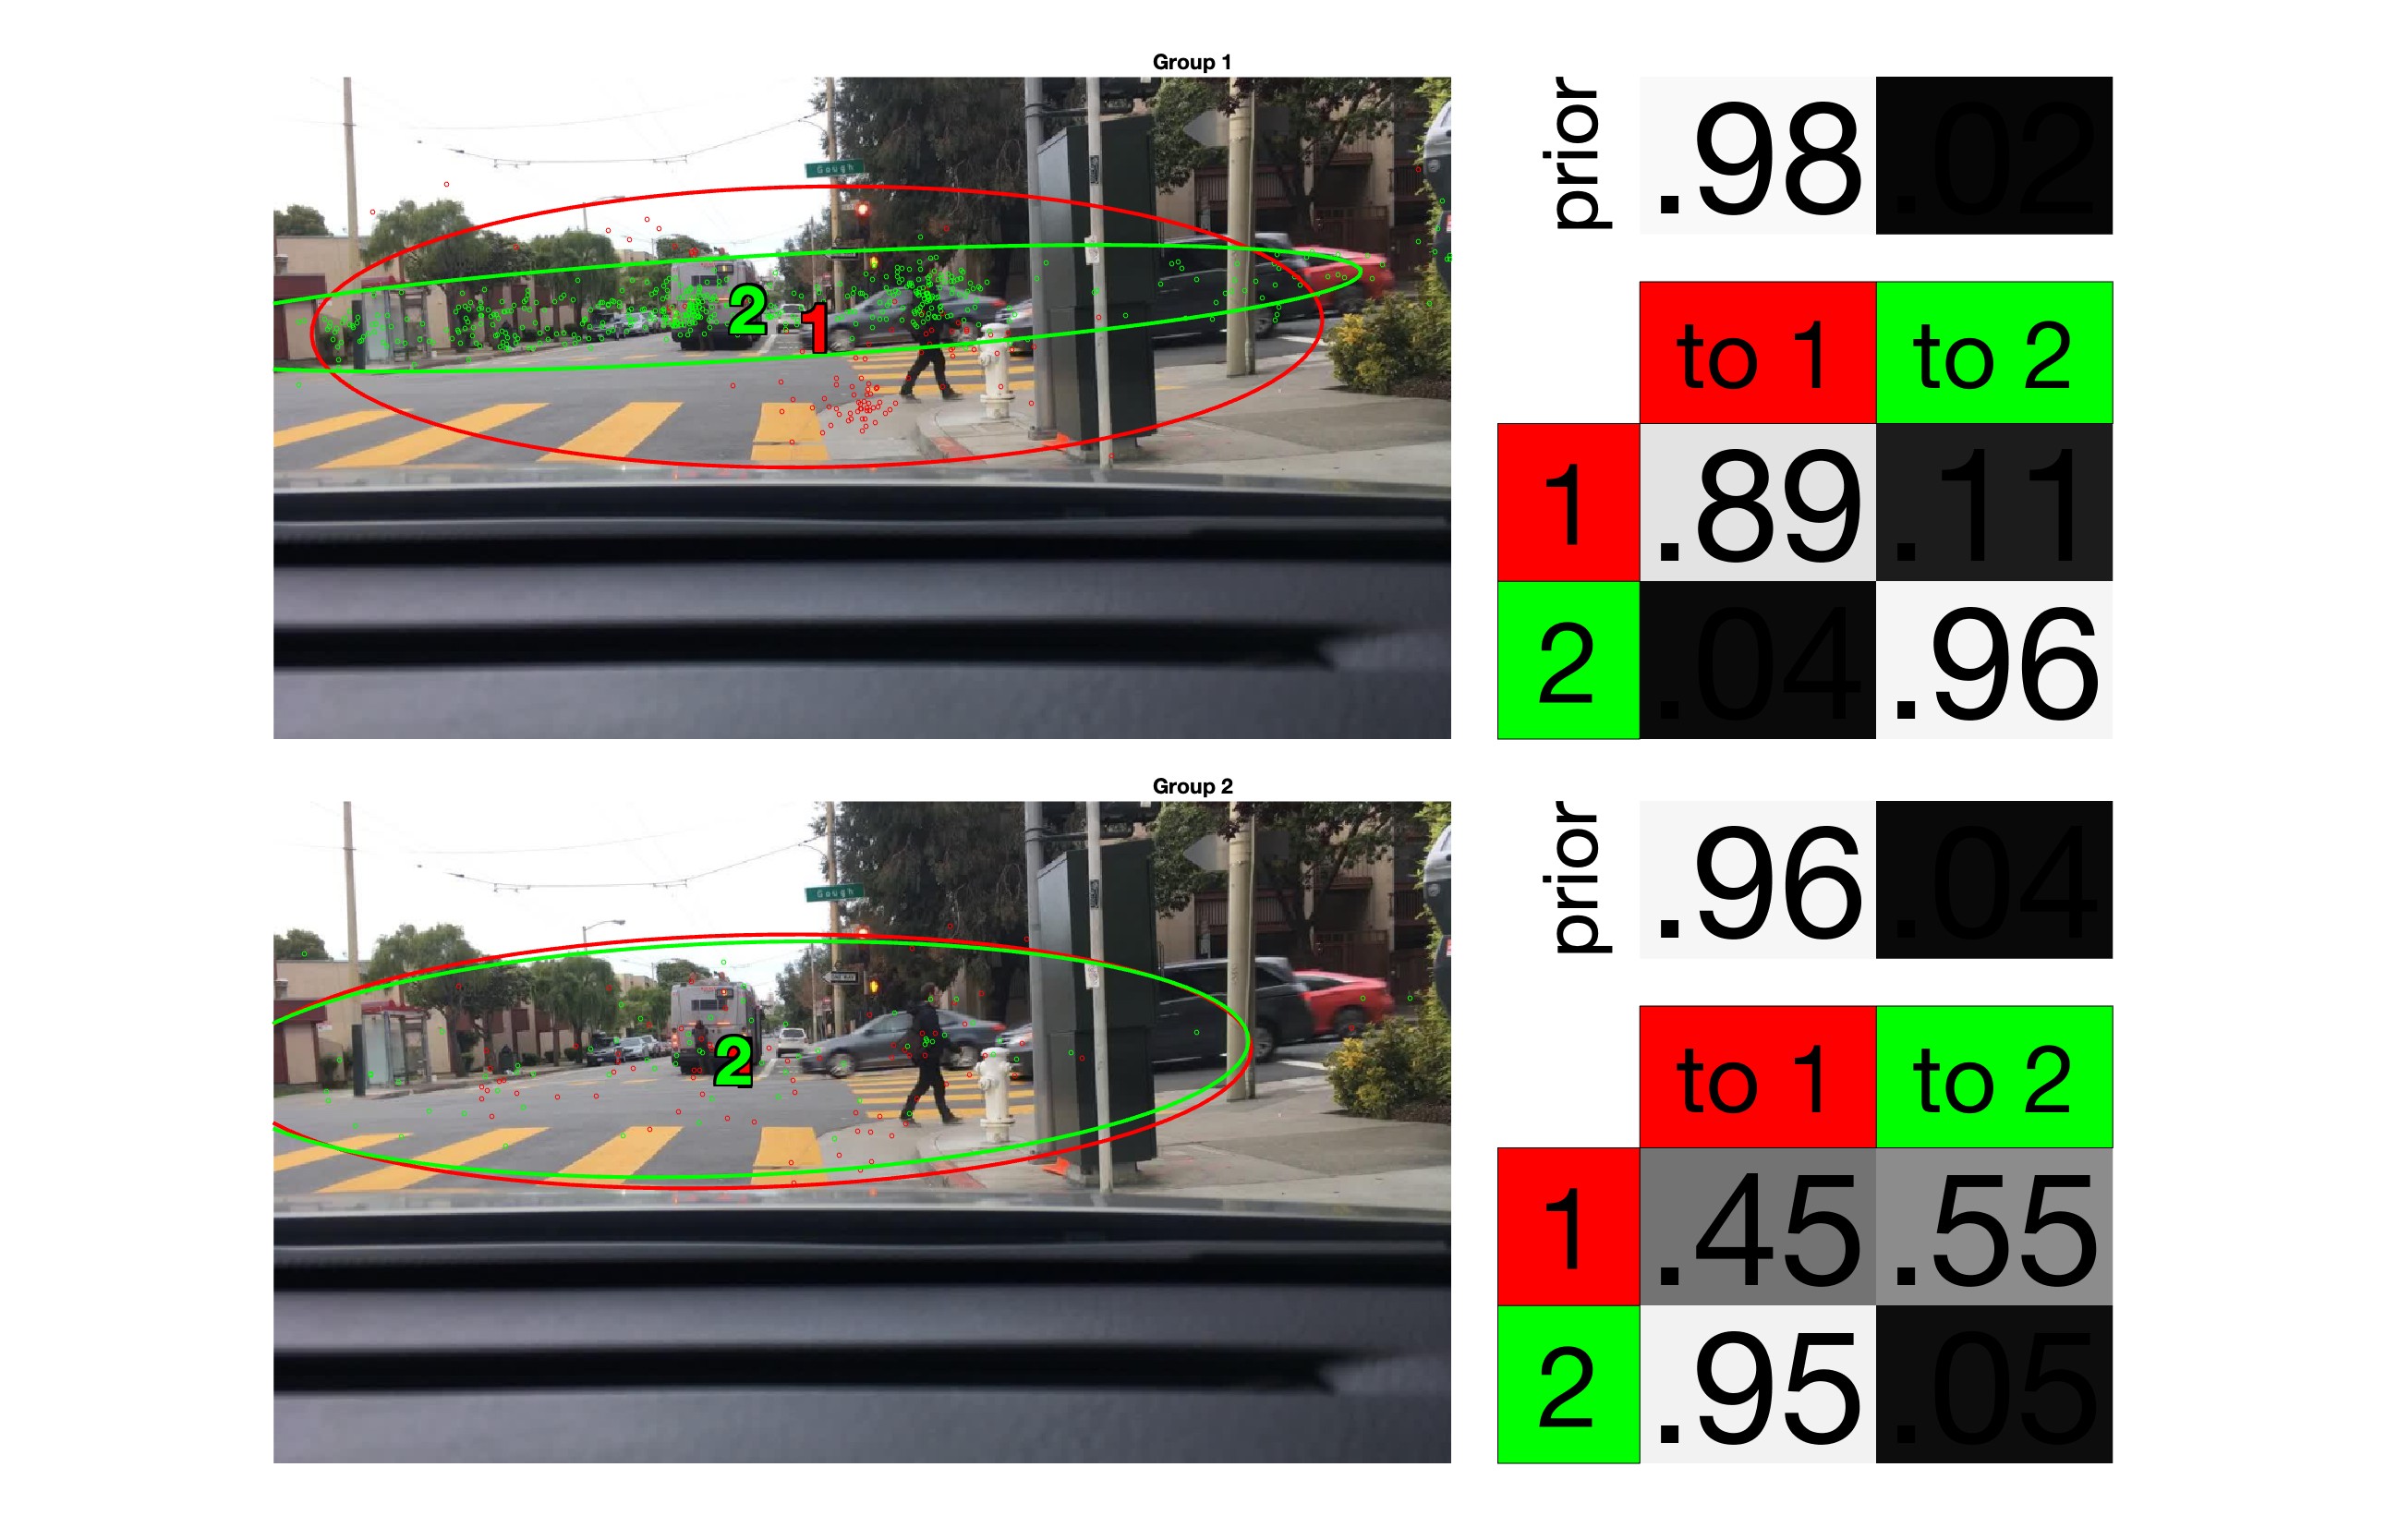 Group 1
Gough
2
1
prior
.98 .02
to 1 to 2
1 .89 .11
2 .04 .96
Group 2
Gough
2
prior
.96 .04
to 1 to 2
1 .45 .55
2 .95 .05